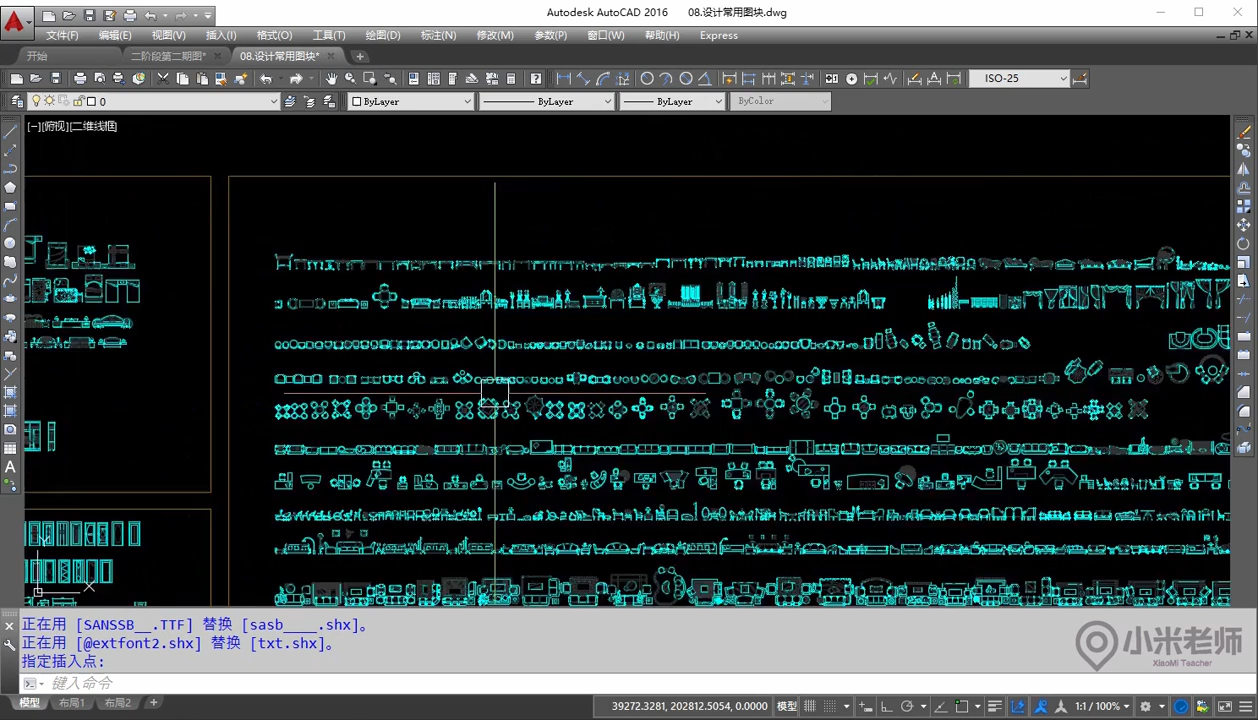 Autodesk AutoCAD 2016 08.设计常用图块.dwg
文件(F) 编辑(E) 视图(V) 插入(I) 格式(O) 工具(T) 绘图(D) 标注(N) 修改(M) 参数(P) 窗口(W) 帮助(H) Express
开始 二阶段第二期图* 08.设计常用图块*
ISO-25
0 ByLayer ByLayer ByLayer ByColor
[−][俯视][二维线框]
Y
X
正在用 [SANSSB__.TTF] 替换 [sasb____.shx]。
正在用 [@extfont2.shx] 替换 [txt.shx]。
指定插入点:
键入命令
小米老师
XiaoMi Teacher
模型 布局1 布局2 39272.3281, 202812.5054, 0.0000 模型 1:1 / 100%